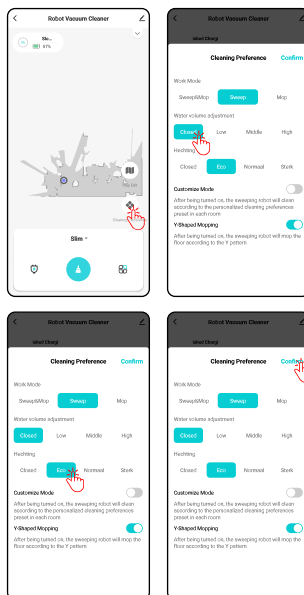 Robot Vacuum Cleaner
Slo...
87%
Slim
Robot Vacuum Cleaner
Cleaning Preference Confirm
Work Mode
Sweep&Mop Sweep Mop
Water volume adjustment
Closed Low Middle High
Hechting
Closed Eco Normaal Sterk
Customize Mode
After being turned on, the sweeping robot will clean
according to the personalized cleaning preferences
preset in each room
Y-Shaped Mopping
After being turned on, the sweeping robot will mop the
floor according to the Y pattern
Robot Vacuum Cleaner
Cleaning Preference Confirm
Work Mode
Sweep&Mop Sweep Mop
Water volume adjustment
Closed Low Middle High
Hechting
Closed Eco Normaal Sterk
Customize Mode
After being turned on, the sweeping robot will clean
according to the personalized cleaning preferences
preset in each room
Y-Shaped Mopping
After being turned on, the sweeping robot will mop the
floor according to the Y pattern
Robot Vacuum Cleaner
Cleaning Preference
Work Mode
Sweep&Mop Sweep Mop
Water volume adjustment
Closed Low Middle High
Hechting
Closed Eco Normaal Sterk
Customize Mode
After being turned on, the sweeping robot will clean
according to the personalized cleaning preferences
preset in each room
Y-Shaped Mopping
After being turned on, the sweeping robot will mop the
floor according to the Y pattern